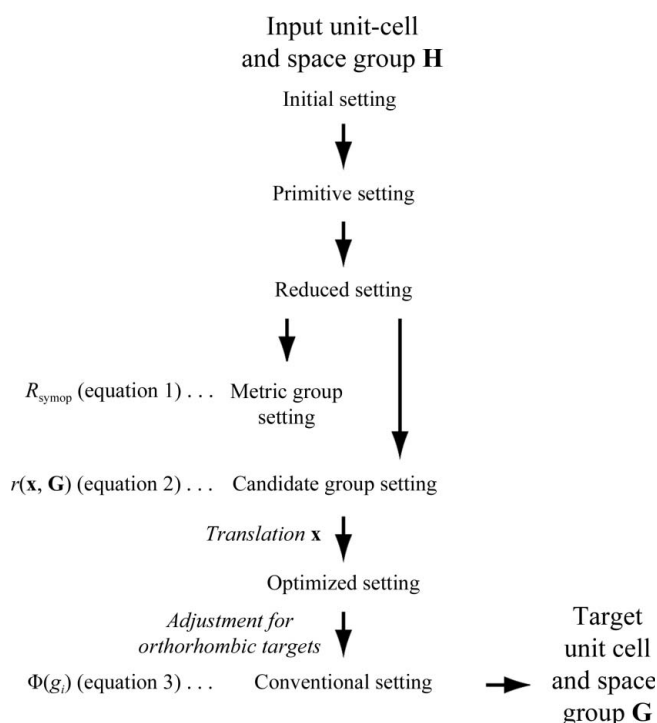 Input unit-cell
and space group H
Initial setting
Primitive setting
Reduced setting
R_symop (equation 1) . . . Metric group
setting
r(x, G) (equation 2) . . . Candidate group setting
Translation x
Optimized setting
Adjustment for
orthorhombic targets
Φ(g_i) (equation 3) . . . Conventional setting
Target
unit cell
and space
group G